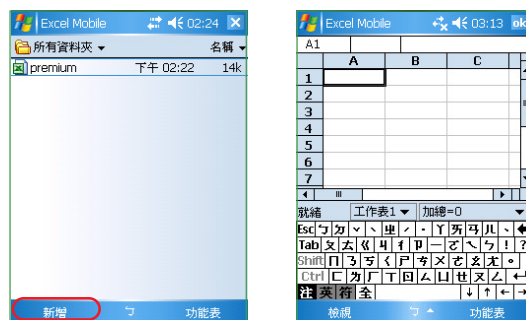 Excel Mobile 02:24
所有資料夾 名稱
premium 下午 02:22 14k
新增 ㄅ 功能表
Excel Mobile 03:13 ok
A1
A B C
1
2
3
4
5
6
7
就緒 工作表1 加總=0
Esc ㄅ ㄉ ˇ ˋ ㄓ ˊ ˙ ㄚ ㄞ ㄢ ㄦ 、
Tab ㄆ ㄊ ㄍ ㄐ ㄔ ㄗ ㄧ ㄛ ㄟ ㄣ ! ?
Shift ㄇ ㄋ ㄎ ㄑ ㄕ ㄘ ㄨ ㄜ ㄠ ㄤ 。
Ctrl ㄈ ㄌ ㄏ ㄒ ㄖ ㄙ ㄩ ㄝ ㄡ ㄥ
注 英 符 全 ↓ ↑ ← →
檢視 ㄅ 功能表